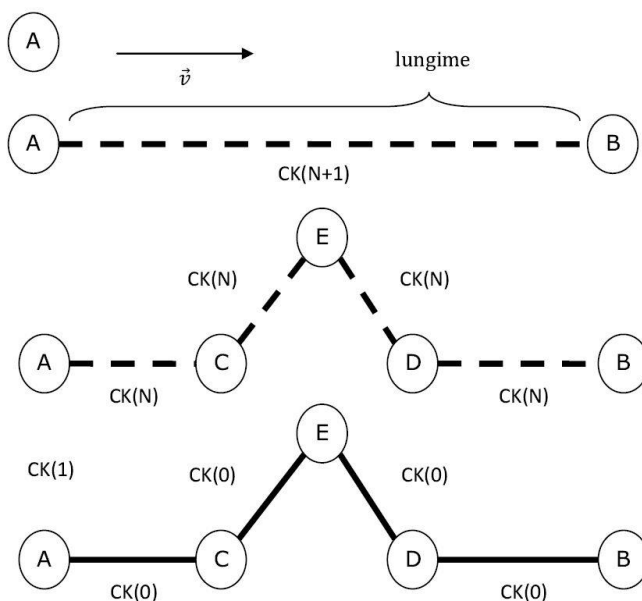 A
v⃗
lungime
A B
CK(N+1)
E
CK(N) CK(N)
A C D B
CK(N) CK(N)
E
CK(1) CK(0) CK(0)
A C D B
CK(0) CK(0)